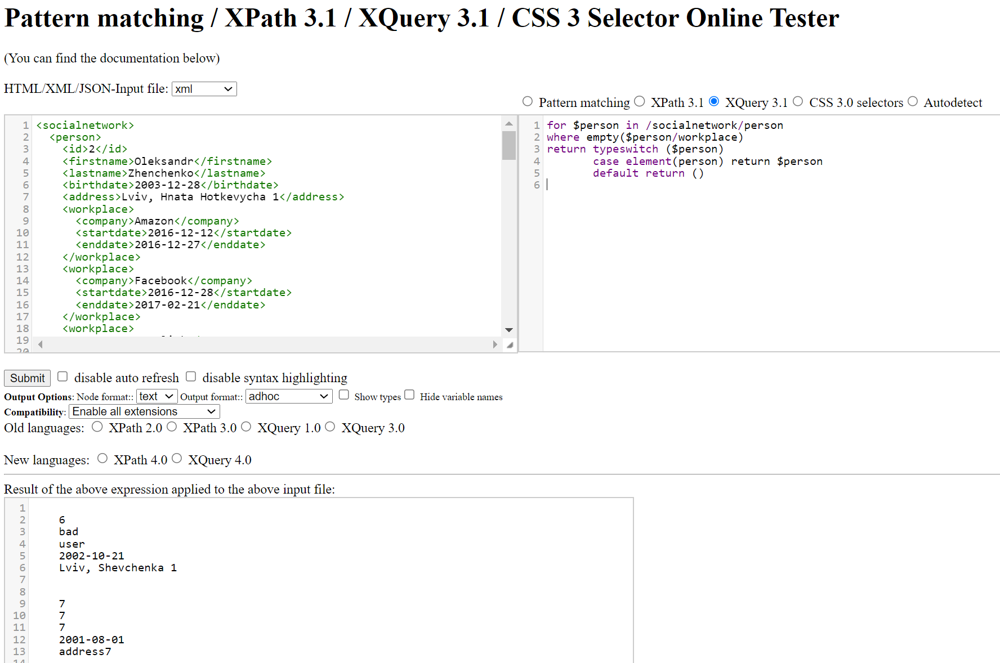 Pattern matching / XPath 3.1 / XQuery 3.1 / CSS 3 Selector Online Tester
(You can find the documentation below)
HTML/XML/JSON-Input file: xml
Pattern matching XPath 3.1 XQuery 3.1 CSS 3.0 selectors Autodetect
1 <socialnetwork>
2 <person>
3 <id>2</id>
4 <firstname>Oleksandr</firstname>
5 <lastname>Zhenchenko</lastname>
6 <birthdate>2003-12-28</birthdate>
7 <address>Lviv, Hnata Hotkevycha 1</address>
8 <workplace>
9 <company>Amazon</company>
10 <startdate>2016-12-12</startdate>
11 <enddate>2016-12-27</enddate>
12 </workplace>
13 <workplace>
14 <company>Facebook</company>
15 <startdate>2016-12-28</startdate>
16 <enddate>2017-02-21</enddate>
17 </workplace>
18 <workplace>
19
20
1 for $person in /socialnetwork/person
2 where empty($person/workplace)
3 return typeswitch ($person)
4 case element(person) return $person
5 default return ()
6
Submit disable auto refresh disable syntax highlighting
Output Options: Node format:: text Output format:: adhoc Show types Hide variable names
Compatibility: Enable all extensions
Old languages: XPath 2.0 XPath 3.0 XQuery 1.0 XQuery 3.0
New languages: XPath 4.0 XQuery 4.0
Result of the above expression applied to the above input file:
1
2 6
3 bad
4 user
5 2002-10-21
6 Lviv, Shevchenka 1
7
8
9 7
10 7
11 7
12 2001-08-01
13 address7
14